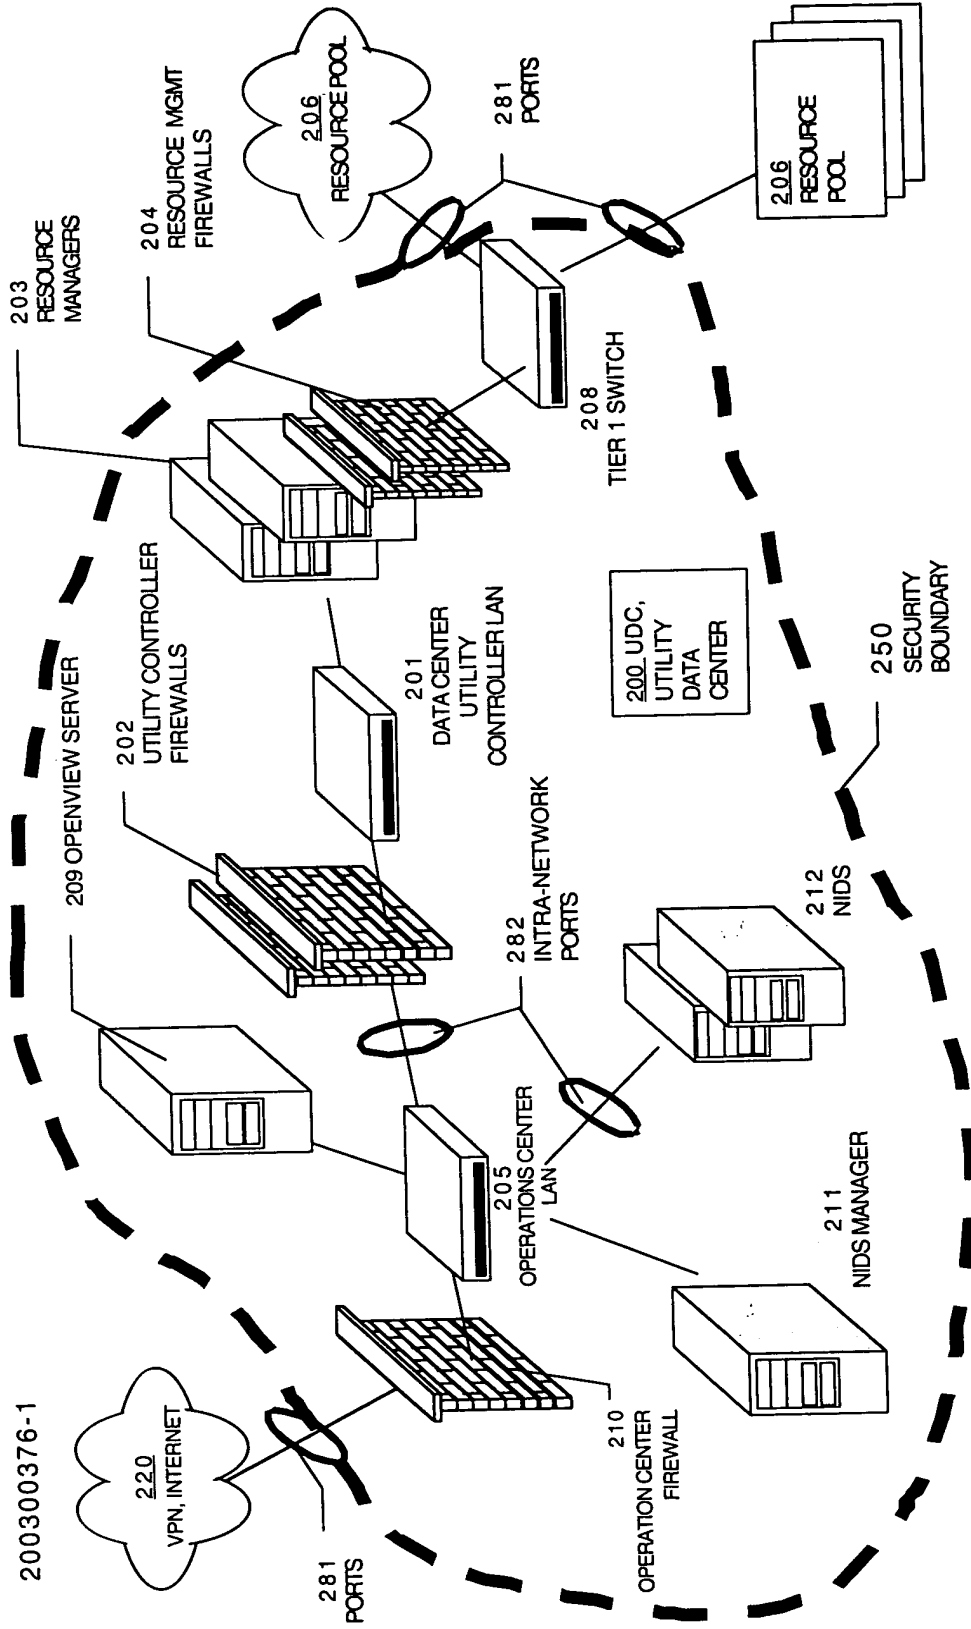 200300376-1
220
VPN, INTERNET
281
PORTS
210
OPERATION CENTER
FIREWALL
211
NIDS MANAGER
205
OPERATIONS CENTER
LAN
209 OPENVIEW SERVER
202
UTILITY CONTROLLER
FIREWALLS
282
INTRA-NETWORK
PORTS
212
NIDS
201
DATA CENTER
UTILITY
CONTROLLER LAN
200 UDC,
UTILITY
DATA
CENTER
250
SECURITY
BOUNDARY
203
RESOURCE
MANAGERS
204
RESOURCE MGMT
FIREWALLS
208
TIER 1 SWITCH
206
RESOURCE POOL
281
PORTS
206
RESOURCE
POOL